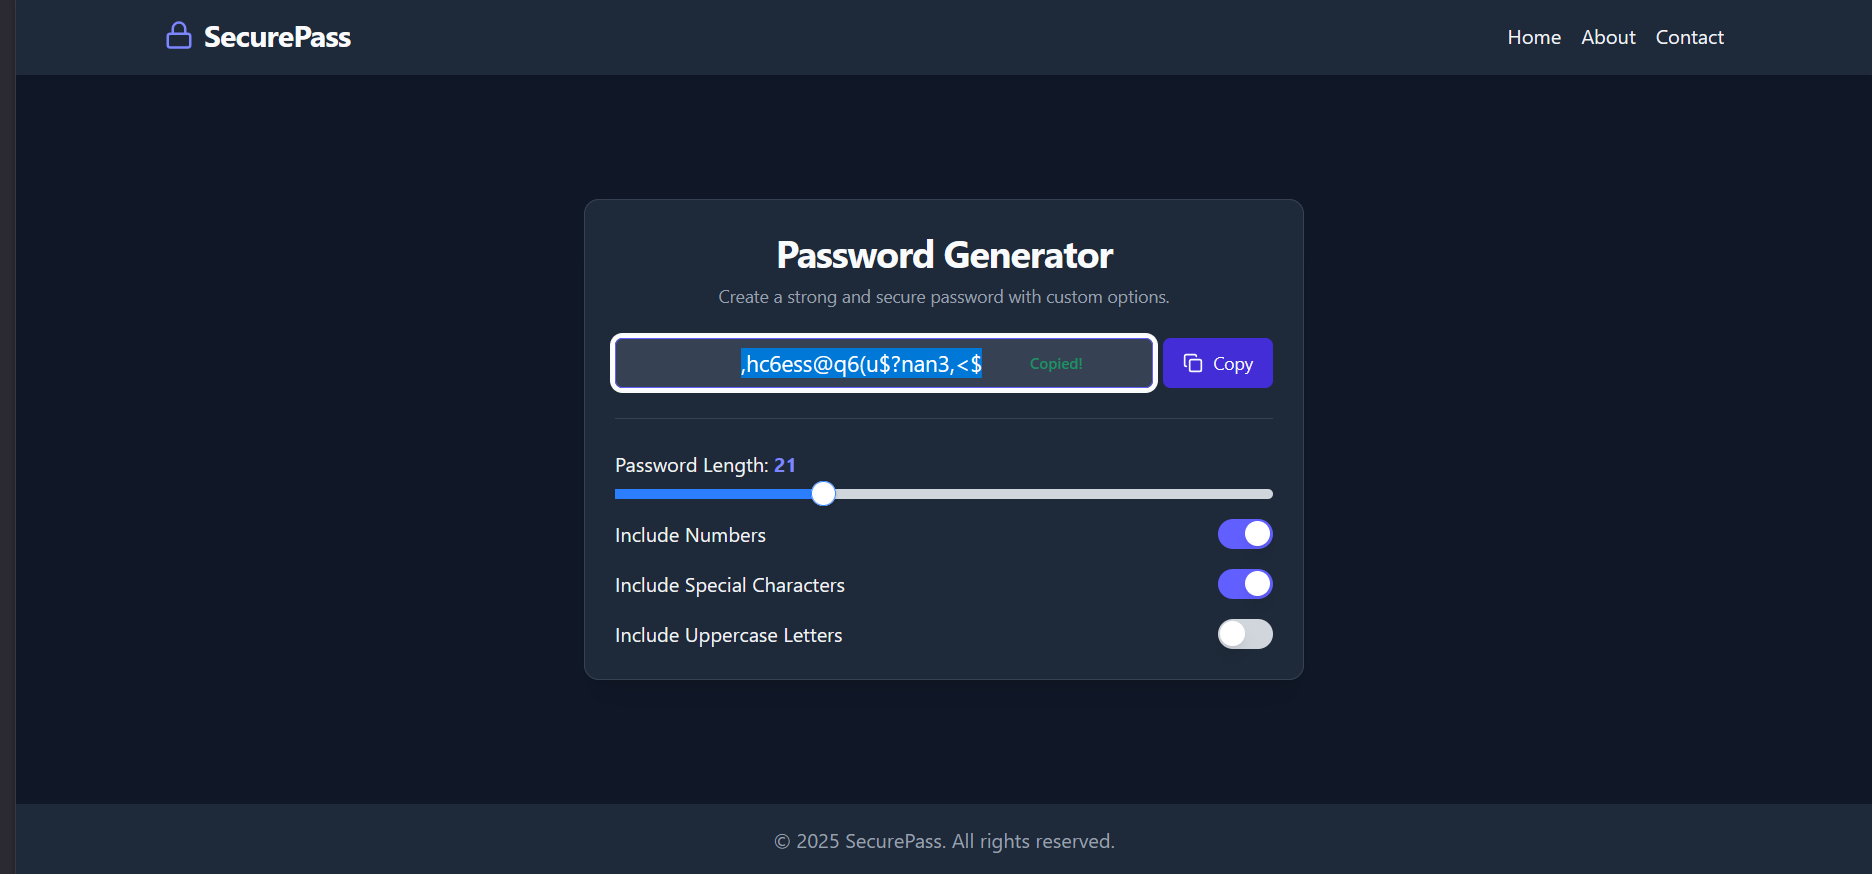 SecurePass
Home About Contact
Password Generator
Create a strong and secure password with custom options.
,hc6ess@q6(u$?nan3,<$ Copied!
Copy
Password Length: 21
Include Numbers
Include Special Characters
Include Uppercase Letters
© 2025 SecurePass. All rights reserved.